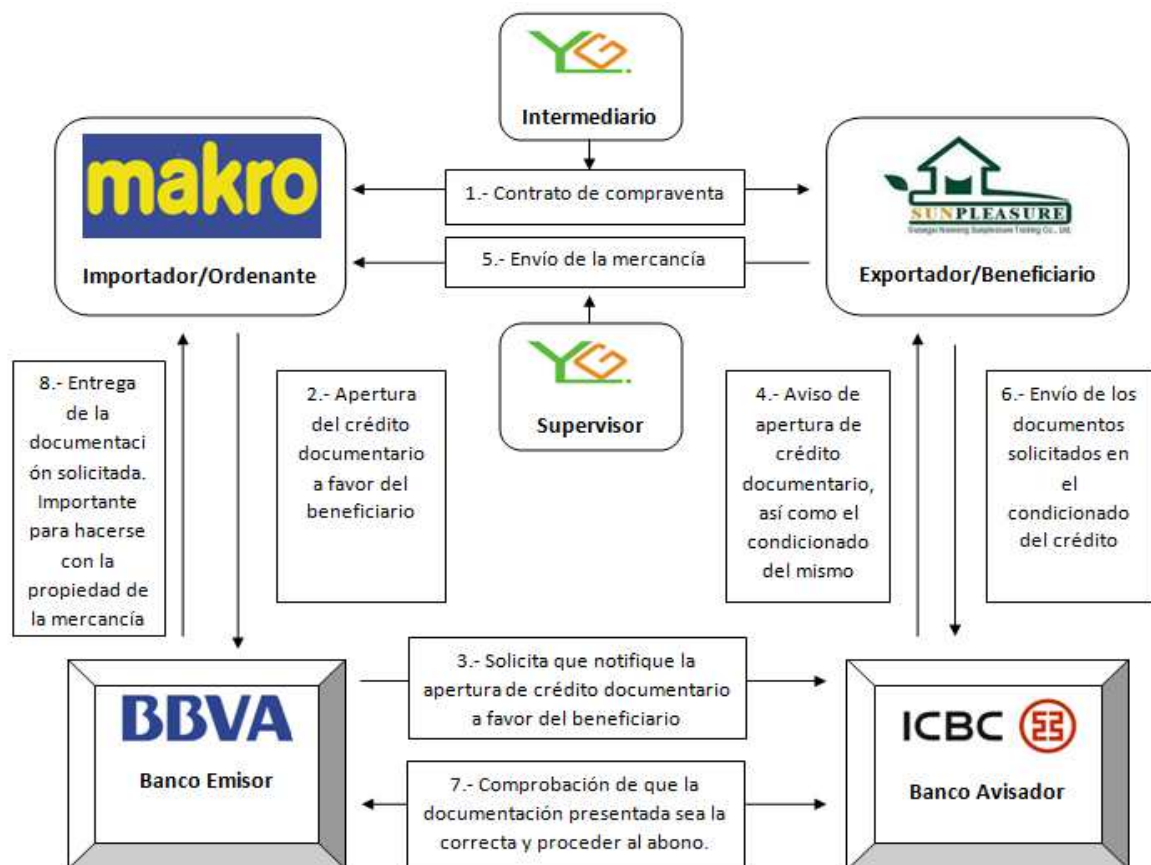 YG.
Intermediario
makro
Importador/Ordenante
1.- Contrato de compraventa
5.- Envío de la mercancía
SUNPLEASURE
Exportador/Beneficiario
YG.
Supervisor
8.- Entrega
de la
documentaci
ón solicitada.
Importante
para hacerse
con la
propiedad de
la mercancía
2.- Apertura
del crédito
documentario
a favor del
beneficiario
4.- Aviso de
apertura de
crédito
documentario,
así como el
condicionado
del mismo
6.- Envío de los
documentos
solicitados en
el
condicionado
del crédito
BBVA
Banco Emisor
3.- Solicita que notifique la
apertura de crédito documentario
a favor del beneficiario
7.- Comprobación de que la
documentación presentada sea la
correcta y proceder al abono.
ICBC
Banco Avisador